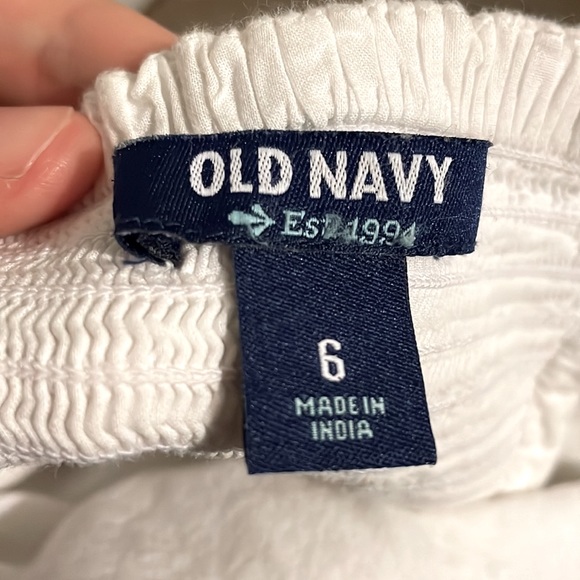 OLD NAVY
Est. 1994
6
MADE IN
INDIA